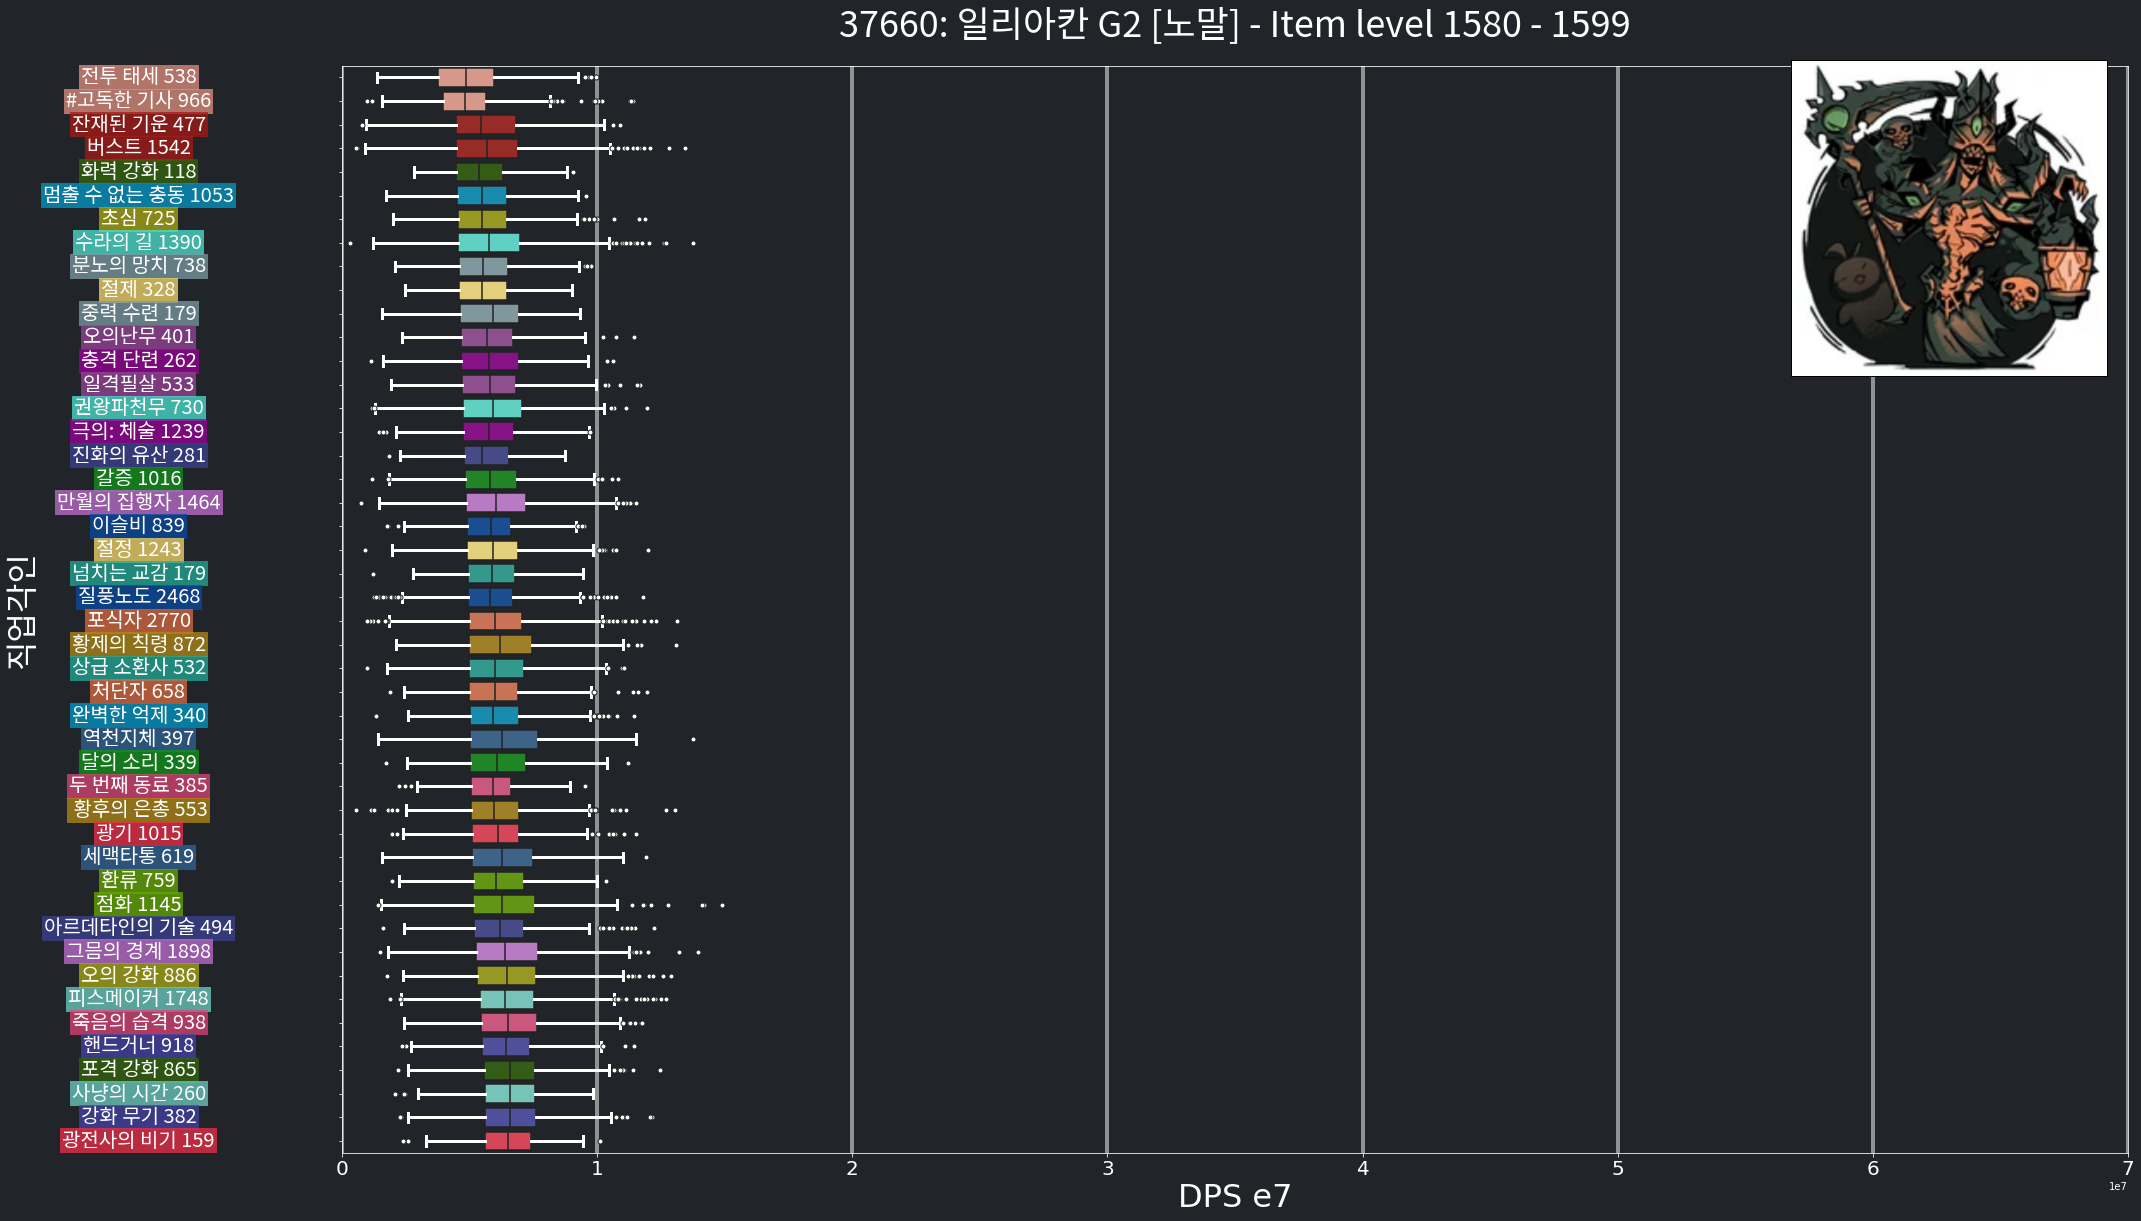 37660: 일리아칸 G2 [노말] - Item level 1580 - 1599
전투 태세 538
#고독한 기사 966
잔재된 기운 477
버스트 1542
화력 강화 118
멈출 수 없는 충동 1053
초심 725
수라의 길 1390
분노의 망치 738
절제 328
중력 수련 179
오의난무 401
충격 단련 262
일격필살 533
권왕파천무 730
극의: 체술 1239
진화의 유산 281
갈증 1016
만월의 집행자 1464
이슬비 839
절정 1243
넘치는 교감 179
질풍노도 2468
포식자 2770
황제의 칙령 872
상급 소환사 532
처단자 658
완벽한 억제 340
역천지체 397
달의 소리 339
두 번째 동료 385
황후의 은총 553
광기 1015
세맥타통 619
환류 759
점화 1145
아르데타인의 기술 494
그믐의 경계 1898
오의 강화 886
피스메이커 1748
죽음의 습격 938
핸드거너 918
포격 강화 865
사냥의 시간 260
강화 무기 382
광전사의 비기 159
직업각인
0 1 2 3 4 5 6 7
DPS e7
1e7